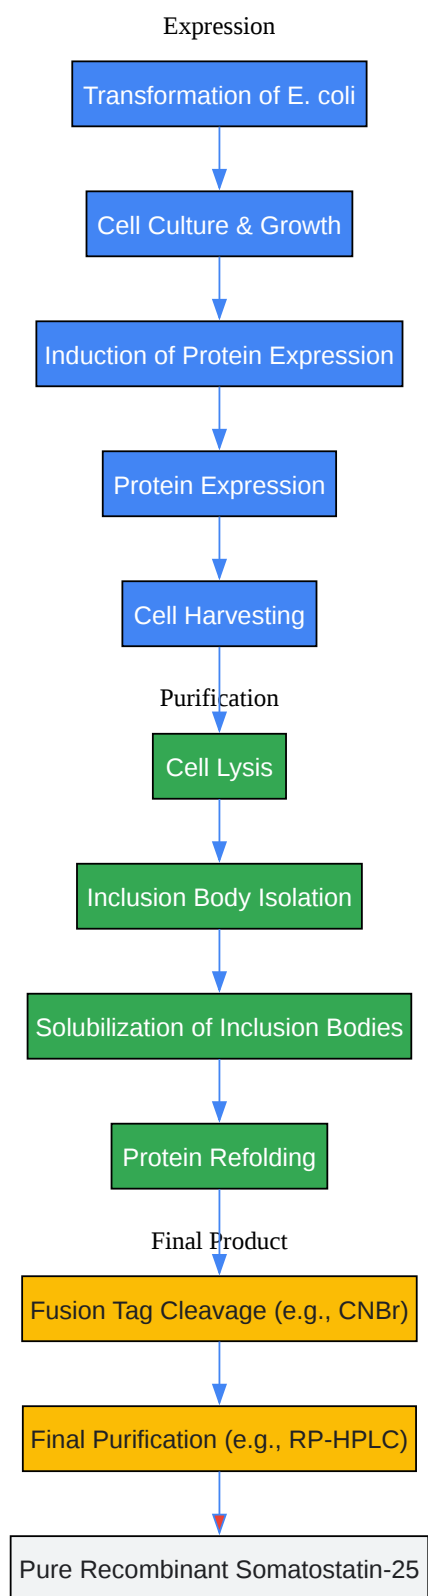 Expression
Transformation of E. coli
Cell Culture & Growth
Induction of Protein Expression
Protein Expression
Cell Harvesting
Purification
Cell Lysis
Inclusion Body Isolation
Solubilization of Inclusion Bodies
Protein Refolding
Final Product
Fusion Tag Cleavage (e.g., CNBr)
Final Purification (e.g., RP-HPLC)
Pure Recombinant Somatostatin-25